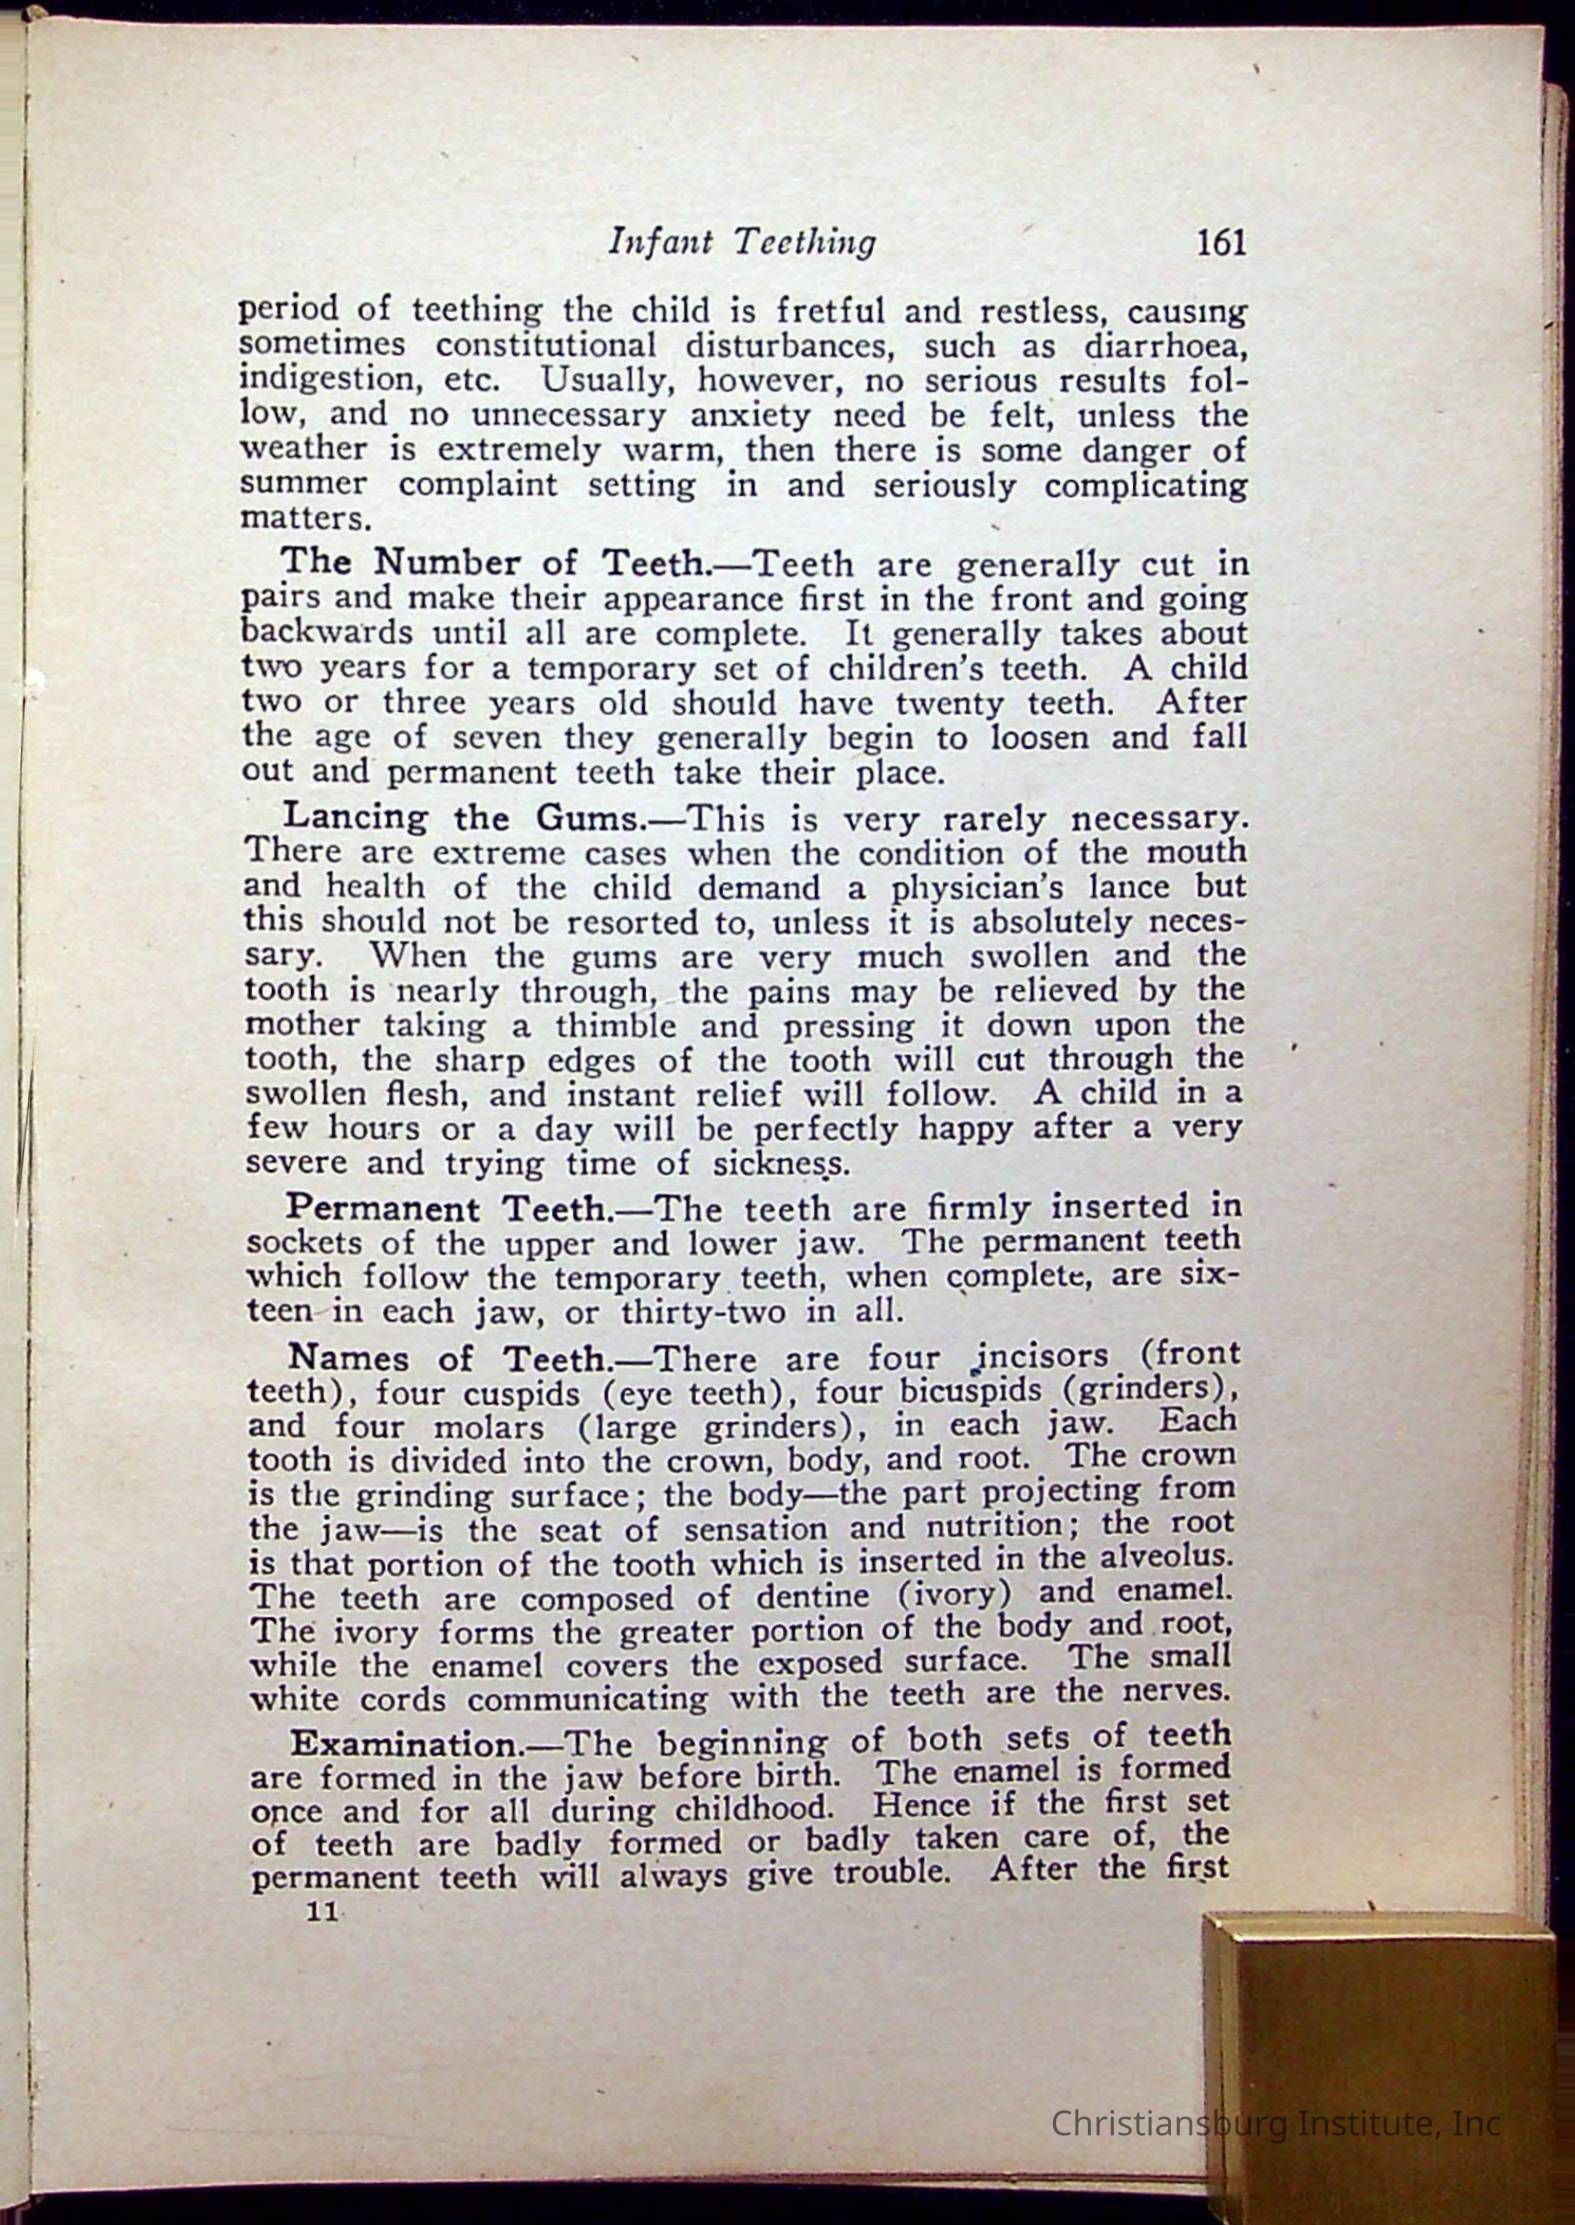 Infant Teething 161
period of teething the child is fretful and restless, causing
sometimes constitutional disturbances, such as diarrhoea,
indigestion, etc. Usually, however, no serious results fol-
low, and no unnecessary anxiety need be felt, unless the
weather is extremely warm, then there is some danger of
summer complaint setting in and seriously complicating
matters.
The Number of Teeth.—Teeth are generally cut in
pairs and make their appearance first in the front and going
backwards until all are complete. It generally takes about
two years for a temporary set of children's teeth. A child
two or three years old should have twenty teeth. After
the age of seven they generally begin to loosen and fall
out and permanent teeth take their place.
Lancing the Gums.—This is very rarely necessary.
There are extreme cases when the condition of the mouth
and health of the child demand a physician's lance but
this should not be resorted to, unless it is absolutely neces-
sary. When the gums are very much swollen and the
tooth is nearly through, the pains may be relieved by the
mother taking a thimble and pressing it down upon the
tooth, the sharp edges of the tooth will cut through the
swollen flesh, and instant relief will follow. A child in a
few hours or a day will be perfectly happy after a very
severe and trying time of sickness.
Permanent Teeth.—The teeth are firmly inserted in
sockets of the upper and lower jaw. The permanent teeth
which follow the temporary teeth, when complete, are six-
teen in each jaw, or thirty-two in all.
Names of Teeth.—There are four incisors (front
teeth), four cuspids (eye teeth), four bicuspids (grinders),
and four molars (large grinders), in each jaw. Each
tooth is divided into the crown, body, and root. The crown
is the grinding surface; the body—the part projecting from
the jaw—is the seat of sensation and nutrition; the root
is that portion of the tooth which is inserted in the alveolus.
The teeth are composed of dentine (ivory) and enamel.
The ivory forms the greater portion of the body and root,
while the enamel covers the exposed surface. The small
white cords communicating with the teeth are the nerves.
Examination.—The beginning of both sets of teeth
are formed in the jaw before birth. The enamel is formed
once and for all during childhood. Hence if the first set
of teeth are badly formed or badly taken care of, the
permanent teeth will always give trouble. After the first
11
Christiansburg Institute, Inc